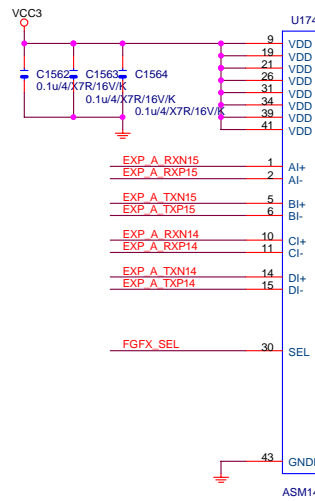 VCC3
U174
C1562
C1563
C1564
0.1u/4/X7R/16V/K
0.1u/4/X7R/16V/K
0.1u/4/X7R/16V/K
9 VDD
19 VDD
21 VDD
26 VDD
31 VDD
34 VDD
39 VDD
41 VDD
EXP_A_RXN15 1 AI+
EXP_A_RXP15 2 AI-
EXP_A_TXN15 5 BI+
EXP_A_TXP15 6 BI-
EXP_A_RXN14 10 CI+
EXP_A_RXP14 11 CI-
EXP_A_TXN14 14 DI+
EXP_A_TXP14 15 DI-
FGFX_SEL 30 SEL
43 GND
ASM14